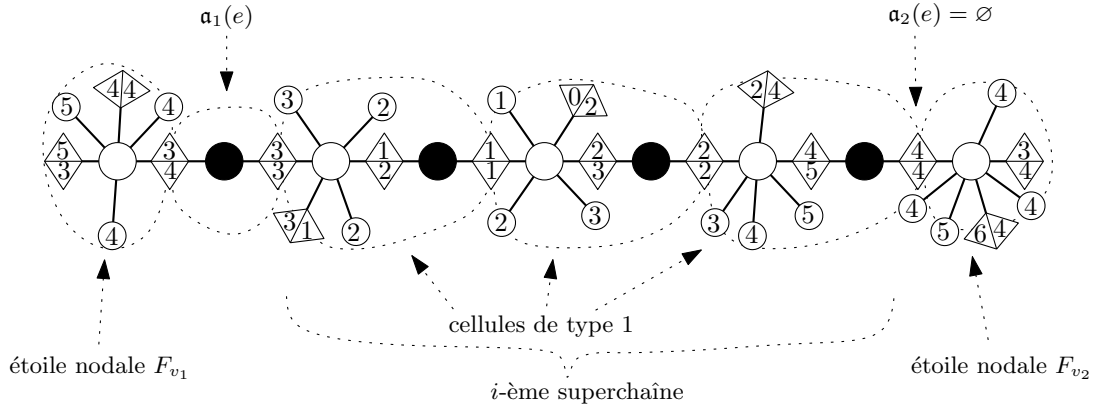 𝔞₁(e)
𝔞₂(e) = ∅
4 4
5 4
5 3
3 4
4
3 3
3 2
3 1
2
1 2
1 1
1
0 2
2 3
2 3
2 2
2 4
3 4 5
4 5
4 4
4
3 4
4 5 6 4 4
cellules de type 1
étoile nodale F_{v₁}
étoile nodale F_{v₂}
i-ème superchaîne